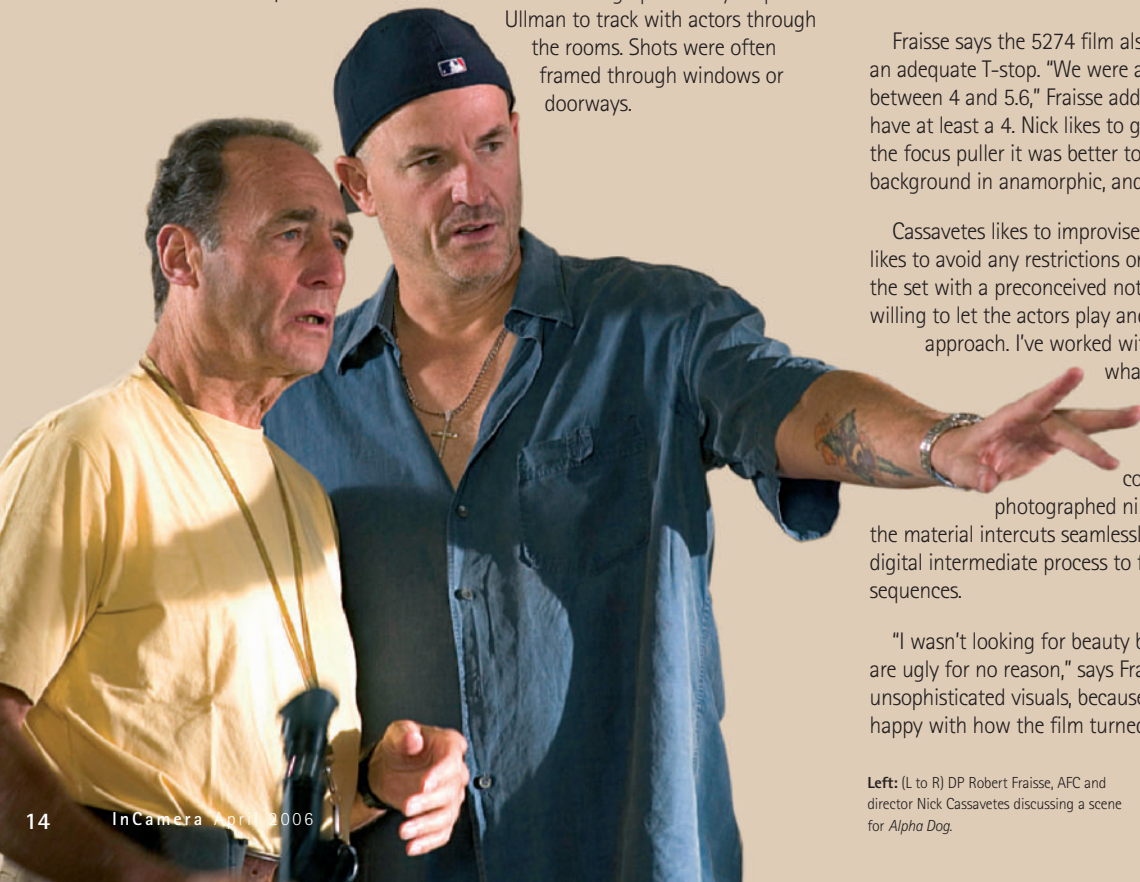 Ullman to track with actors through
the rooms. Shots were often
framed through windows or
doorways.
Fraisse says the 5274 film als
an adequate T-stop. “We were a
between 4 and 5.6,” Fraisse add
have at least a 4. Nick likes to g
the focus puller it was better to
background in anamorphic, and
Cassavetes likes to improvise
likes to avoid any restrictions or
the set with a preconceived not
willing to let the actors play and
approach. I've worked wit
wha
co
photographed ni
the material intercuts seamlessl
digital intermediate process to f
sequences.
“I wasn't looking for beauty b
are ugly for no reason,” says Fra
unsophisticated visuals, because
happy with how the film turned
Left: (L to R) DP Robert Fraisse, AFC and
director Nick Cassavetes discussing a scene
for Alpha Dog.
14 InCamera April 2006